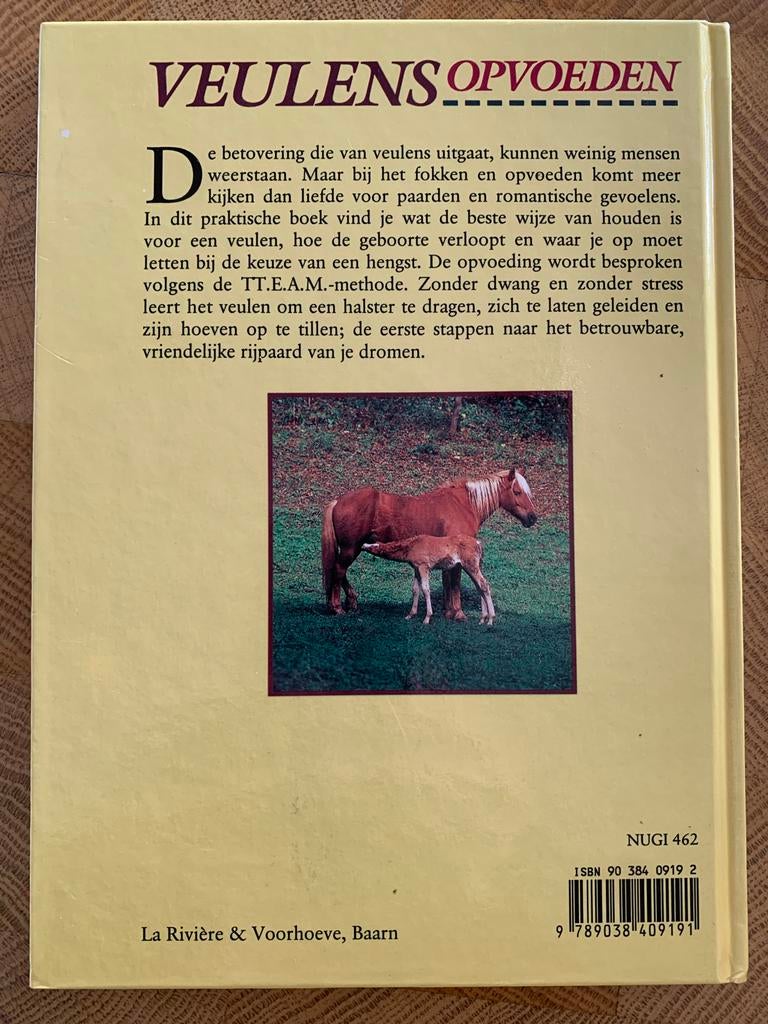 VEULENS OPVOEDEN
De betovering die van veulens uitgaat, kunnen weinig mensen
weerstaan. Maar bij het fokken en opvoeden komt meer
kijken dan liefde voor paarden en romantische gevoelens.
In dit praktische boek vind je wat de beste wijze van houden is
voor een veulen, hoe de geboorte verloopt en waar je op moet
letten bij de keuze van een hengst. De opvoeding wordt besproken
volgens de TT.E.A.M.-methode. Zonder dwang en zonder stress
leert het veulen om een halster te dragen, zich te laten geleiden en
zijn hoeven op te tillen; de eerste stappen naar het betrouwbare,
vriendelijke rijpaard van je dromen.
NUGI 462
ISBN 90 384 0919 2
9 789038 409191
La Rivière & Voorhoeve, Baarn